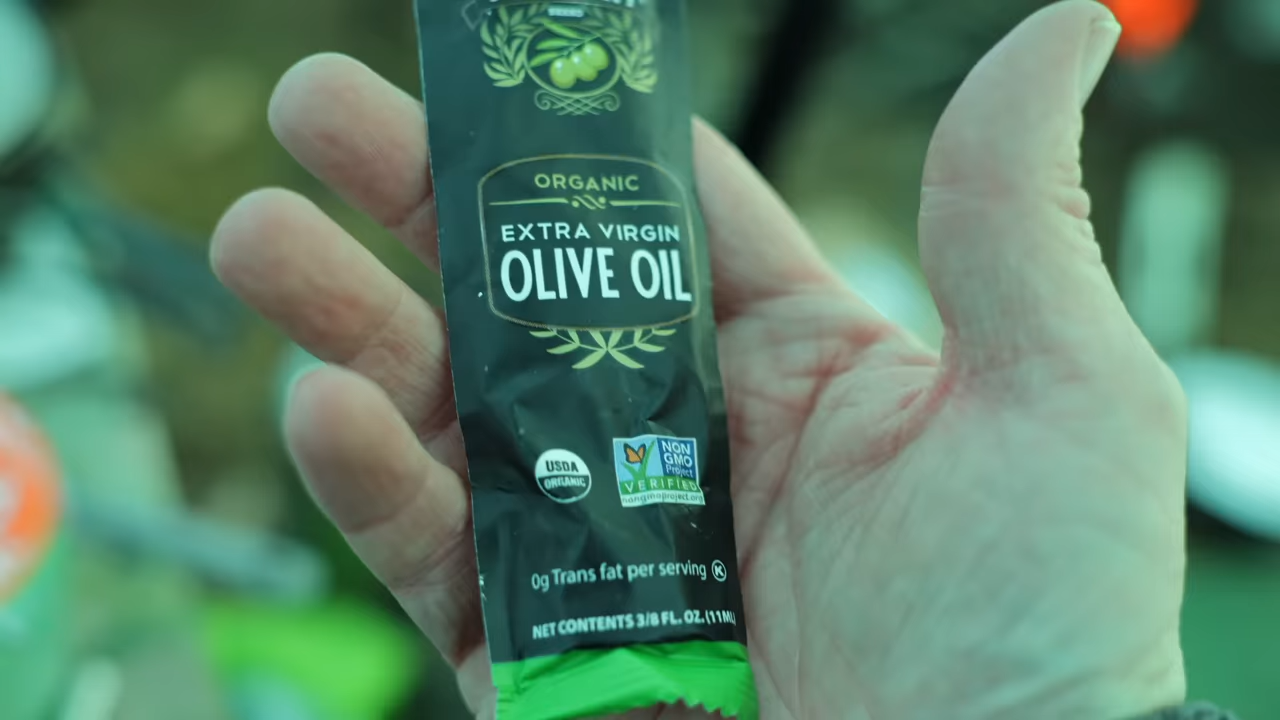 ORGANIC
EXTRA VIRGIN
OLIVE OIL
USDA
ORGANIC
NON
GMO
Project
VERIFIED
nongmoproject.org
0g Trans fat per serving K
NET CONTENTS 3/8 FL. OZ. (11ML)